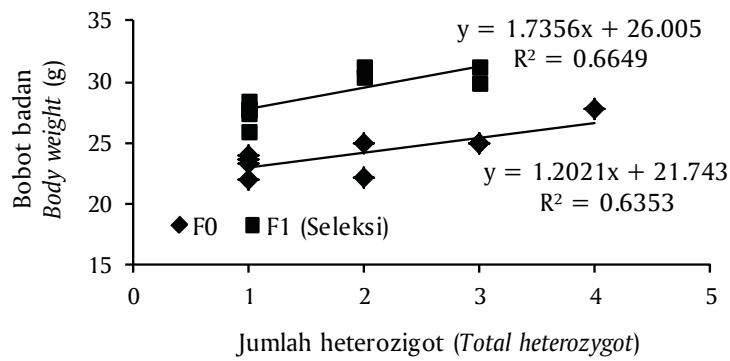 35
30
25
20
15
Bobot badan
Body weight (g)
y = 1.7356x + 26.005
R² = 0.6649
y = 1.2021x + 21.743
R² = 0.6353
F0 F1 (Seleksi)
0 1 2 3 4 5
Jumlah heterozigot (Total heterozygot)